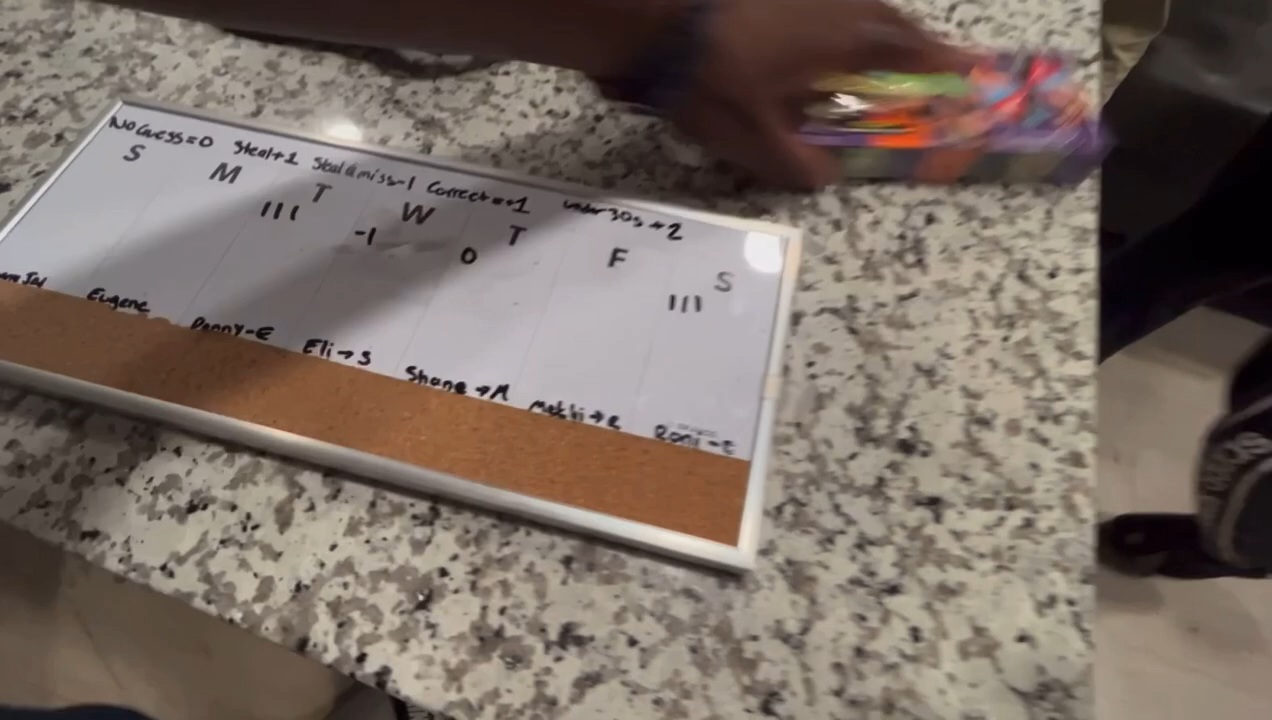 No Guess=0 Steal+1 Steal & miss-1 Correct=+1 under 30s +2
S M T W T F S
III -1 0 III
Eugene Danny-E Eli→S Shane→M Roni-E